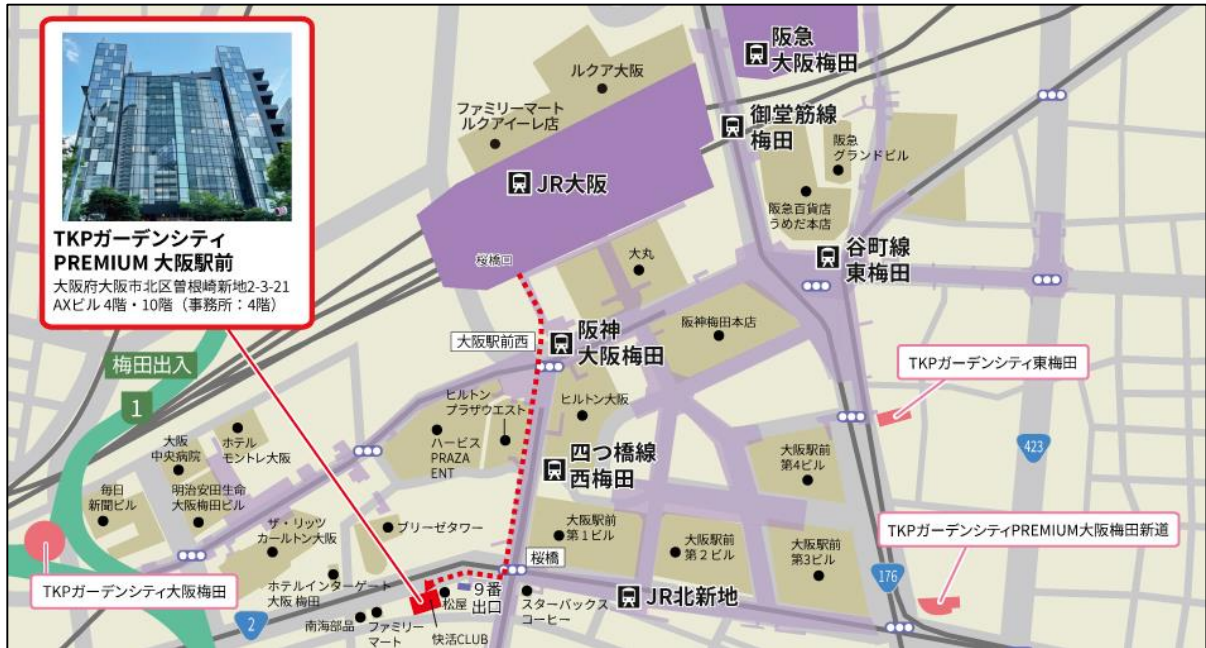 TKPガーデンシティ
PREMIUM 大阪駅前
大阪府大阪市北区曽根崎新地2-3-21
AXビル 4階・10階（事務所：4階）
阪急
大阪梅田
ルクア大阪
ファミリーマート
ルクアイーレ店
御堂筋線
梅田
阪急
グランドビル
JR大阪
阪急百貨店
うめだ本店
桜橋口
大丸
谷町線
東梅田
大阪駅前西
阪神
大阪梅田
阪神梅田本店
TKPガーデンシティ東梅田
梅田出入
1
ヒルトン
プラザウエスト
ヒルトン大阪
大阪
中央病院
ホテル
モントレ大阪
ハービス
PRAZA
ENT
四つ橋線
西梅田
大阪駅前
第4ビル
423
毎日
新聞ビル
明治安田生命
大阪梅田ビル
ザ・リッツ
カールトン大阪
ブリーゼタワー
大阪駅前
第1ビル
大阪駅前
第2ビル
大阪駅前
第3ビル
TKPガーデンシティPREMIUM大阪梅田新道
桜橋
176
TKPガーデンシティ大阪梅田
ホテルインターゲート
大阪 梅田
松屋
9番
出口
スターバックス
コーヒー
JR北新地
2
南海部品
ファミリー
マート
快活CLUB